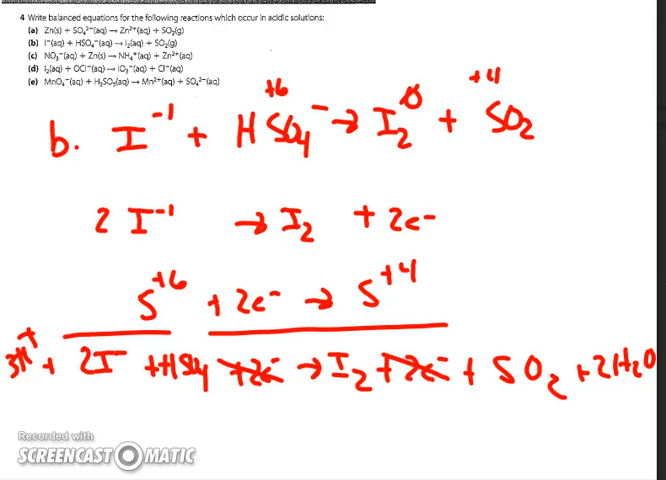 4 Write balanced equations for the following reactions which occur in acidic solutions:
(a) Zn(s) + SO₄²⁻(aq) → Zn²⁺(aq) + SO₂(g)
(b) I⁻(aq) + HSO₄⁻(aq) → I₂(aq) + SO₂(g)
(c) NO₃⁻(aq) + Zn(s) → NH₄⁺(aq) + Zn²⁺(aq)
(d) I₂(aq) + OCl⁻(aq) → IO₃⁻(aq) + Cl⁻(aq)
(e) MnO₄⁻(aq) + H₂SO₃(aq) → Mn²⁺(aq) + SO₄²⁻(aq)
+6 0 +4
b. I⁻¹ + HSO₄⁻ → I₂ + SO₂
2 I⁻¹ → I₂ + 2e⁻
S⁺⁶ + 2e⁻ → S⁺⁴
3H⁺ + 2I⁻ + HSO₄ + 2e⁻ → I₂ + 2e⁻ + SO₂ + 2H₂O
Recorded with
SCREENCAST MATIC